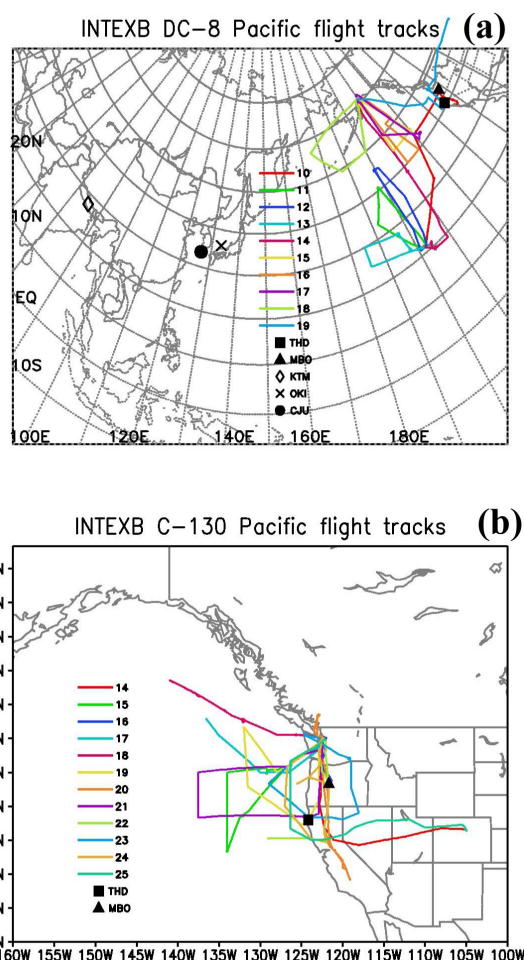 INTEXB DC-8 Pacific flight tracks (a)
20N
10N
EQ
10S
100E 120E 140E 160E 180E
10
11
12
13
14
15
16
17
18
19
THD
MBO
KTM
OKI
CJU
INTEXB C-130 Pacific flight tracks (b)
N
N
N
N
N
N
N
N
N
N
N
N
14
15
16
17
18
19
20
21
22
23
24
25
THD
MBO
160W 155W 150W 145W 140W 135W 130W 125W 120W 115W 110W 105W 100W